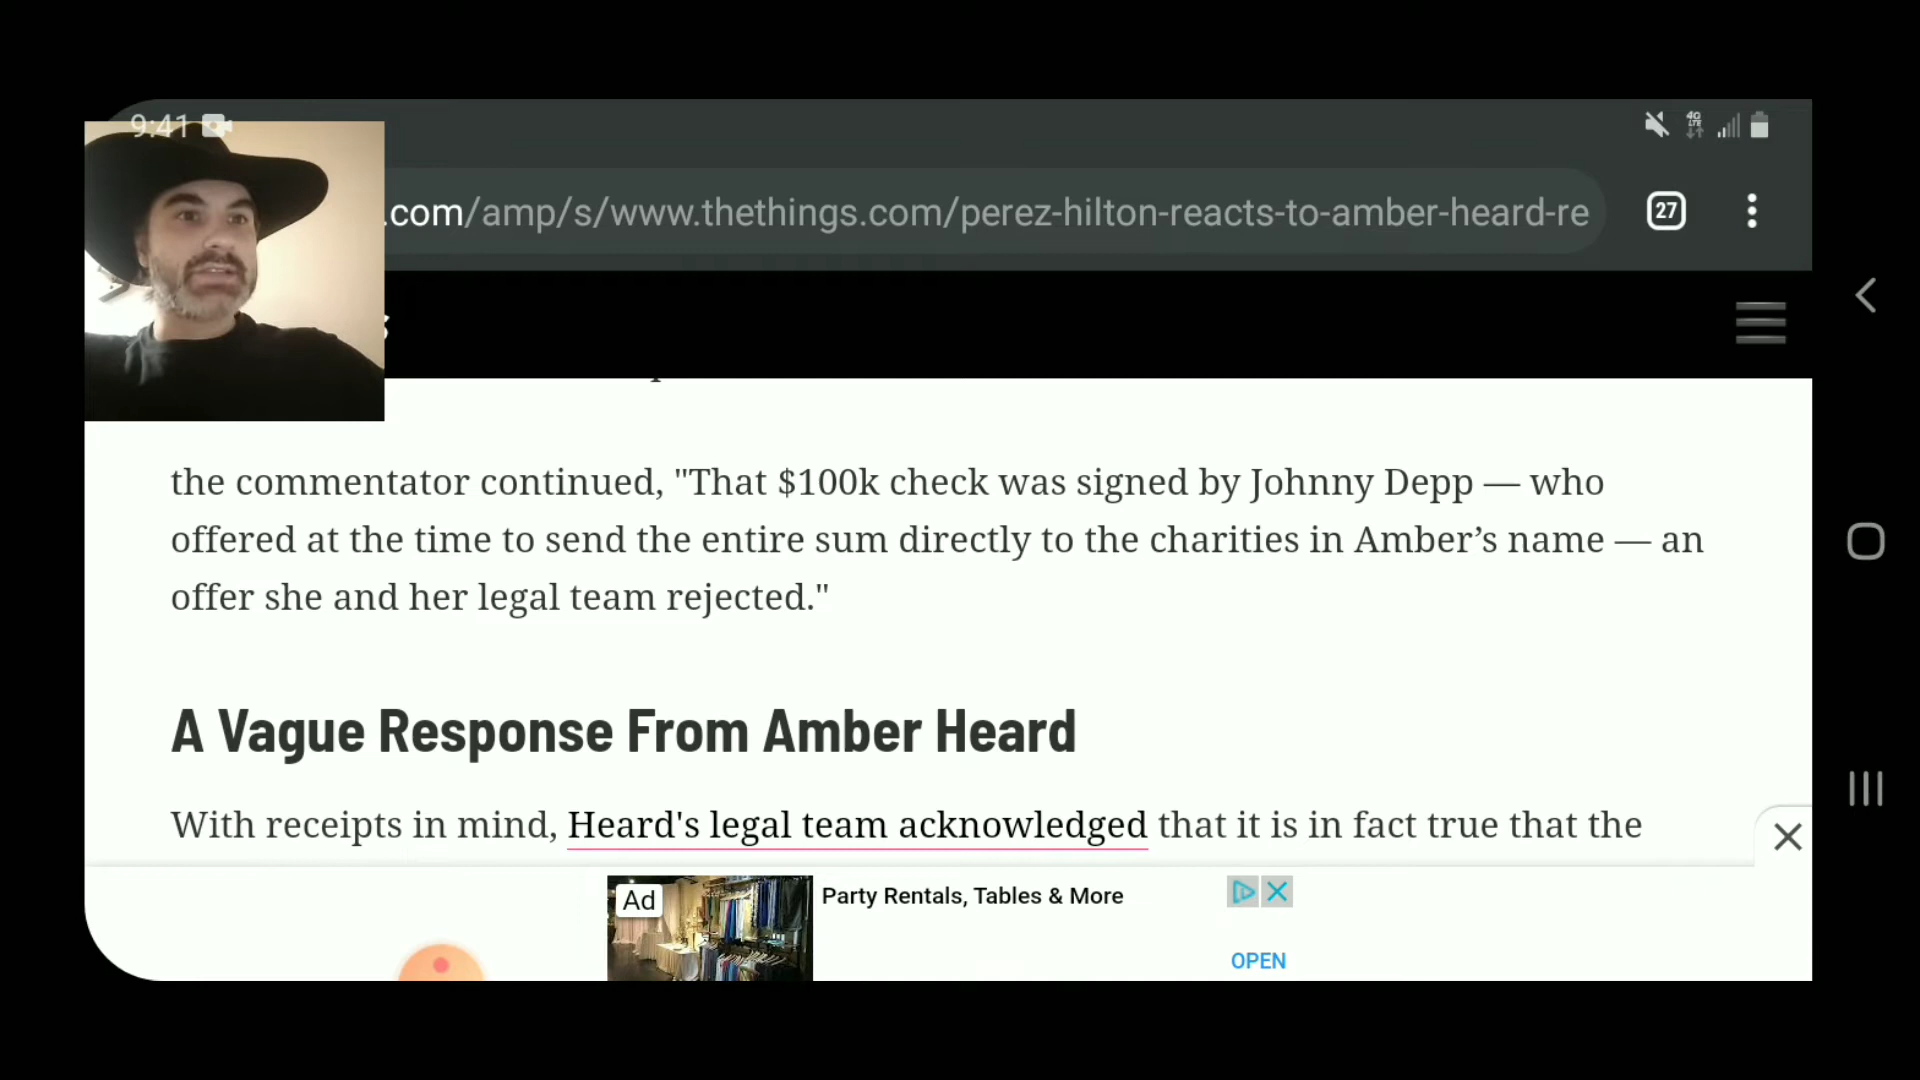 9:41
4G
LTE
.com/amp/s/www.thethings.com/perez-hilton-reacts-to-amber-heard-re
27
s
the commentator continued, "That $100k check was signed by Johnny Depp — who
offered at the time to send the entire sum directly to the charities in Amber’s name — an
offer she and her legal team rejected."
A Vague Response From Amber Heard
With receipts in mind, Heard's legal team acknowledged that it is in fact true that the
Ad
Party Rentals, Tables & More
OPEN